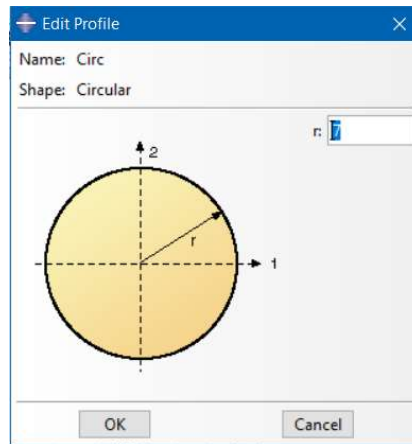 Edit Profile
Name: Circ
Shape: Circular
r: 7
2
r
1
OK Cancel